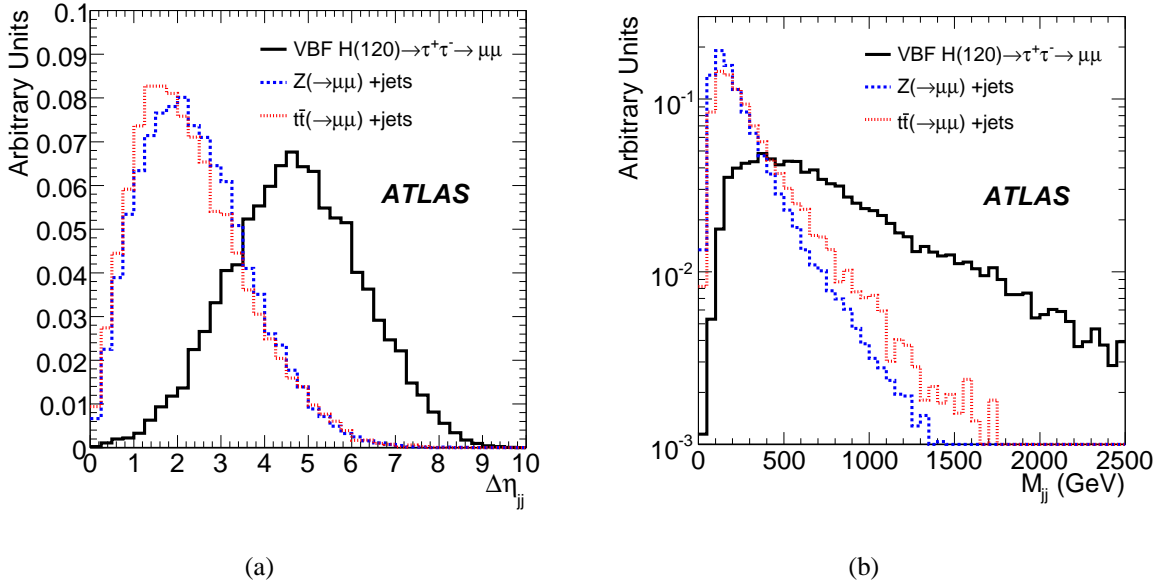 Arbitrary Units
0.1
0.09
0.08
0.07
0.06
0.05
0.04
0.03
0.02
0.01
0
VBF H(120)→τ⁺τ⁻→ μμ
Z(→μμ) +jets
tt̄(→μμ) +jets
ATLAS
0 1 2 3 4 5 6 7 8 9 10
Δη_jj
(a)
Arbitrary Units
10⁻¹
10⁻²
10⁻³
VBF H(120)→τ⁺τ⁻→ μμ
Z(→μμ) +jets
tt̄(→μμ) +jets
ATLAS
0 500 1000 1500 2000 2500
M_jj (GeV)
(b)